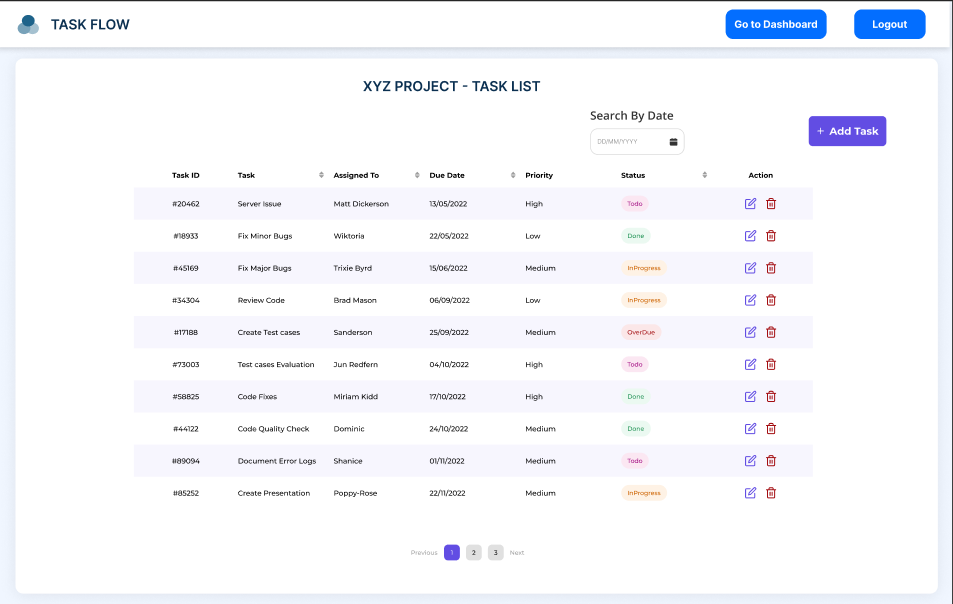 TASK FLOW Go to Dashboard Logout
XYZ PROJECT - TASK LIST
Search By Date
DD/MM/YYYY + Add Task
Task ID Task Assigned To Due Date Priority Status Action
#20462 Server Issue Matt Dickerson 13/05/2022 High Todo
#18933 Fix Minor Bugs Wiktoria 22/05/2022 Low Done
#45169 Fix Major Bugs Trixie Byrd 15/06/2022 Medium InProgress
#34304 Review Code Brad Mason 06/09/2022 Low InProgress
#17188 Create Test cases Sanderson 25/09/2022 Medium OverDue
#73003 Test cases Evaluation Jun Redfern 04/10/2022 High Todo
#58825 Code Fixes Miriam Kidd 17/10/2022 High Done
#44122 Code Quality Check Dominic 24/10/2022 Medium Done
#89094 Document Error Logs Shanice 01/11/2022 Medium Todo
#85252 Create Presentation Poppy-Rose 22/11/2022 Medium InProgress
Previous 1 2 3 Next